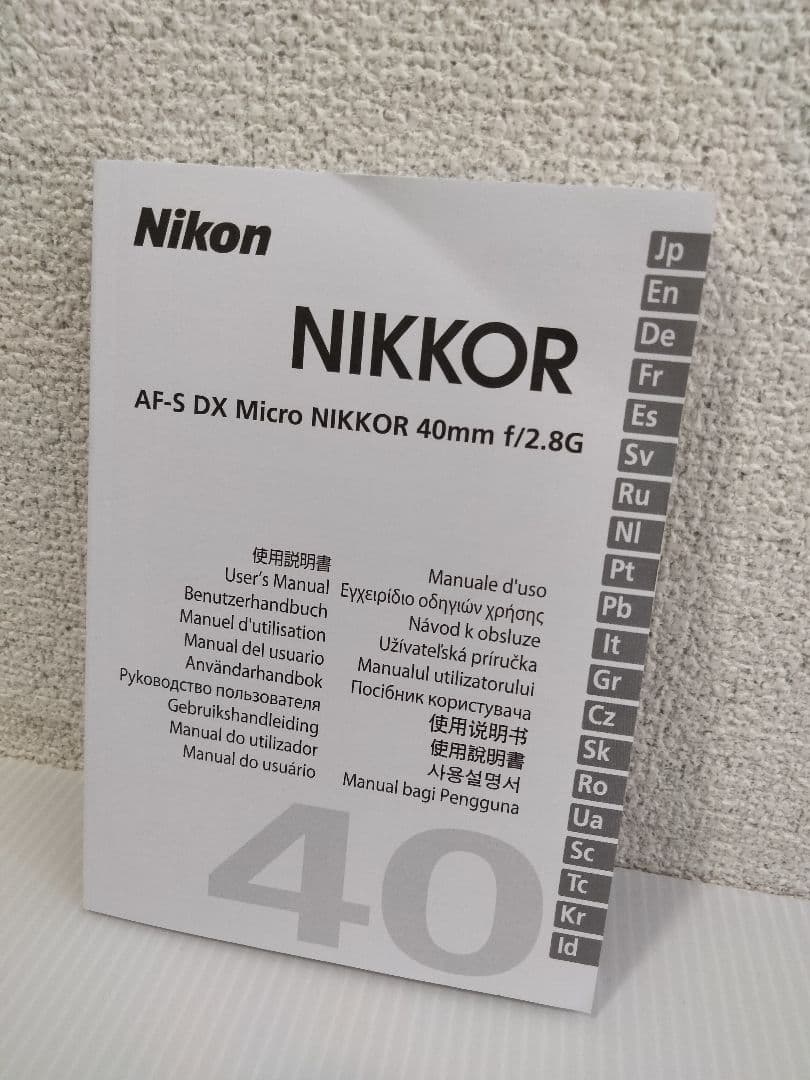 Nikon
NIKKOR
AF-S DX Micro NIKKOR 40mm f/2.8G
使用説明書
User's Manual
Benutzerhandbuch
Manuel d'utilisation
Manual del usuario
Användarhandbok
Руководство пользователя
Gebruikshandleiding
Manual do utilizador
Manual do usuário
Manuale d'uso
Εγχειρίδιο οδηγιών χρήσης
Návod k obsluze
Užívateľská príručka
Manualul utilizatorului
Посібник користувача
使用说明书
使用說明書
사용설명서
Manual bagi Pengguna
40
Jp
En
De
Fr
Es
Sv
Ru
Nl
Pt
Pb
It
Gr
Cz
Sk
Ro
Ua
Sc
Tc
Kr
Id